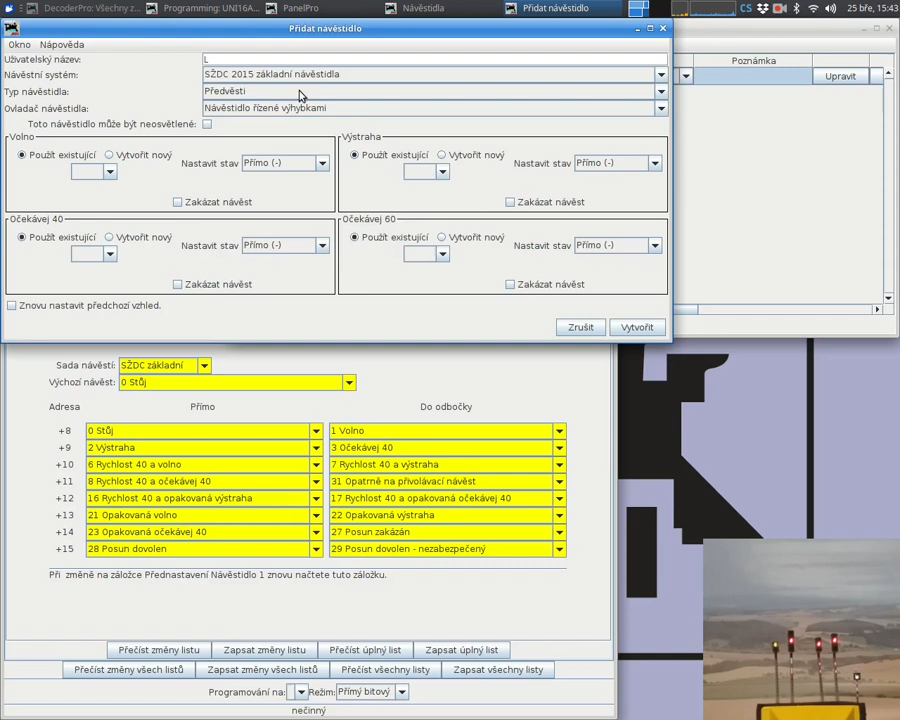 DecoderPro: Všechny z... Programming: UNI16A... PanelPro Návěstidla Přidat návěstidlo CS 25 bře, 15:43
Přidat návěstidlo
Okno Nápověda
Uživatelský název: L
Návěstní systém: SŽDC 2015 základní návěstidla
Typ návěstidla: Předvěsti
Ovladač návěstidla: Návěstidlo řízené výhybkami
Toto návěstidlo může být neosvětlené:
Poznámka
Upravit
Volno
Použít existující Vytvořit nový Nastavit stav Přímo (-)
Zakázat návěst
Výstraha
Použít existující Vytvořit nový Nastavit stav Přímo (-)
Zakázat návěst
Očekávej 40
Použít existující Vytvořit nový Nastavit stav Přímo (-)
Zakázat návěst
Očekávej 60
Použít existující Vytvořit nový Nastavit stav Přímo (-)
Zakázat návěst
Znovu nastavit předchozí vzhled.
Zrušit Vytvořit
Sada návěstí: SŽDC základní
Výchozí návěst: 0 Stůj
Adresa Přímo Do odbočky
+8 0 Stůj 1 Volno
+9 2 Výstraha 3 Očekávej 40
+10 6 Rychlost 40 a volno 7 Rychlost 40 a výstraha
+11 8 Rychlost 40 a očekávej 40 31 Opatrně na přivolávací návěst
+12 16 Rychlost 40 a opakovaná výstraha 17 Rychlost 40 a opakovaná očekávej 40
+13 21 Opakovaná volno 22 Opakovaná výstraha
+14 23 Opakovaná očekávej 40 27 Posun zakázán
+15 28 Posun dovolen 29 Posun dovolen - nezabezpečený
Při změně na záložce Přednastavení Návěstidlo 1 znovu načtete tuto záložku.
Přečíst změny listu Zapsat změny listu Přečíst úplný list Zapsat úplný list
Přečíst změny všech listů Zapsat změny všech listů Přečíst všechny listy Zapsat všechny listy
Programování na: Režim: Přímý bitový
nečinný